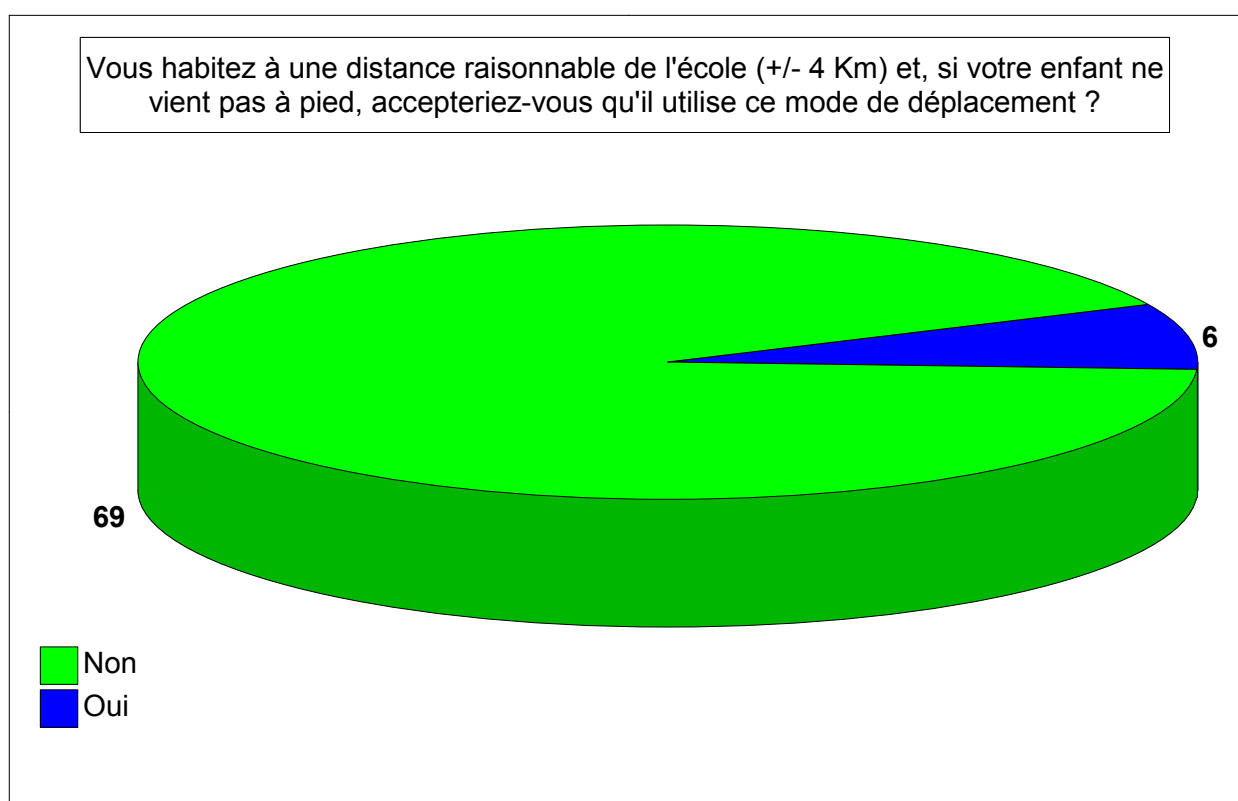 Vous habitez à une distance raisonnable de l'école (+/- 4 Km) et, si votre enfant ne
vient pas à pied, accepteriez-vous qu'il utilise ce mode de déplacement ?
6
69
Non
Oui